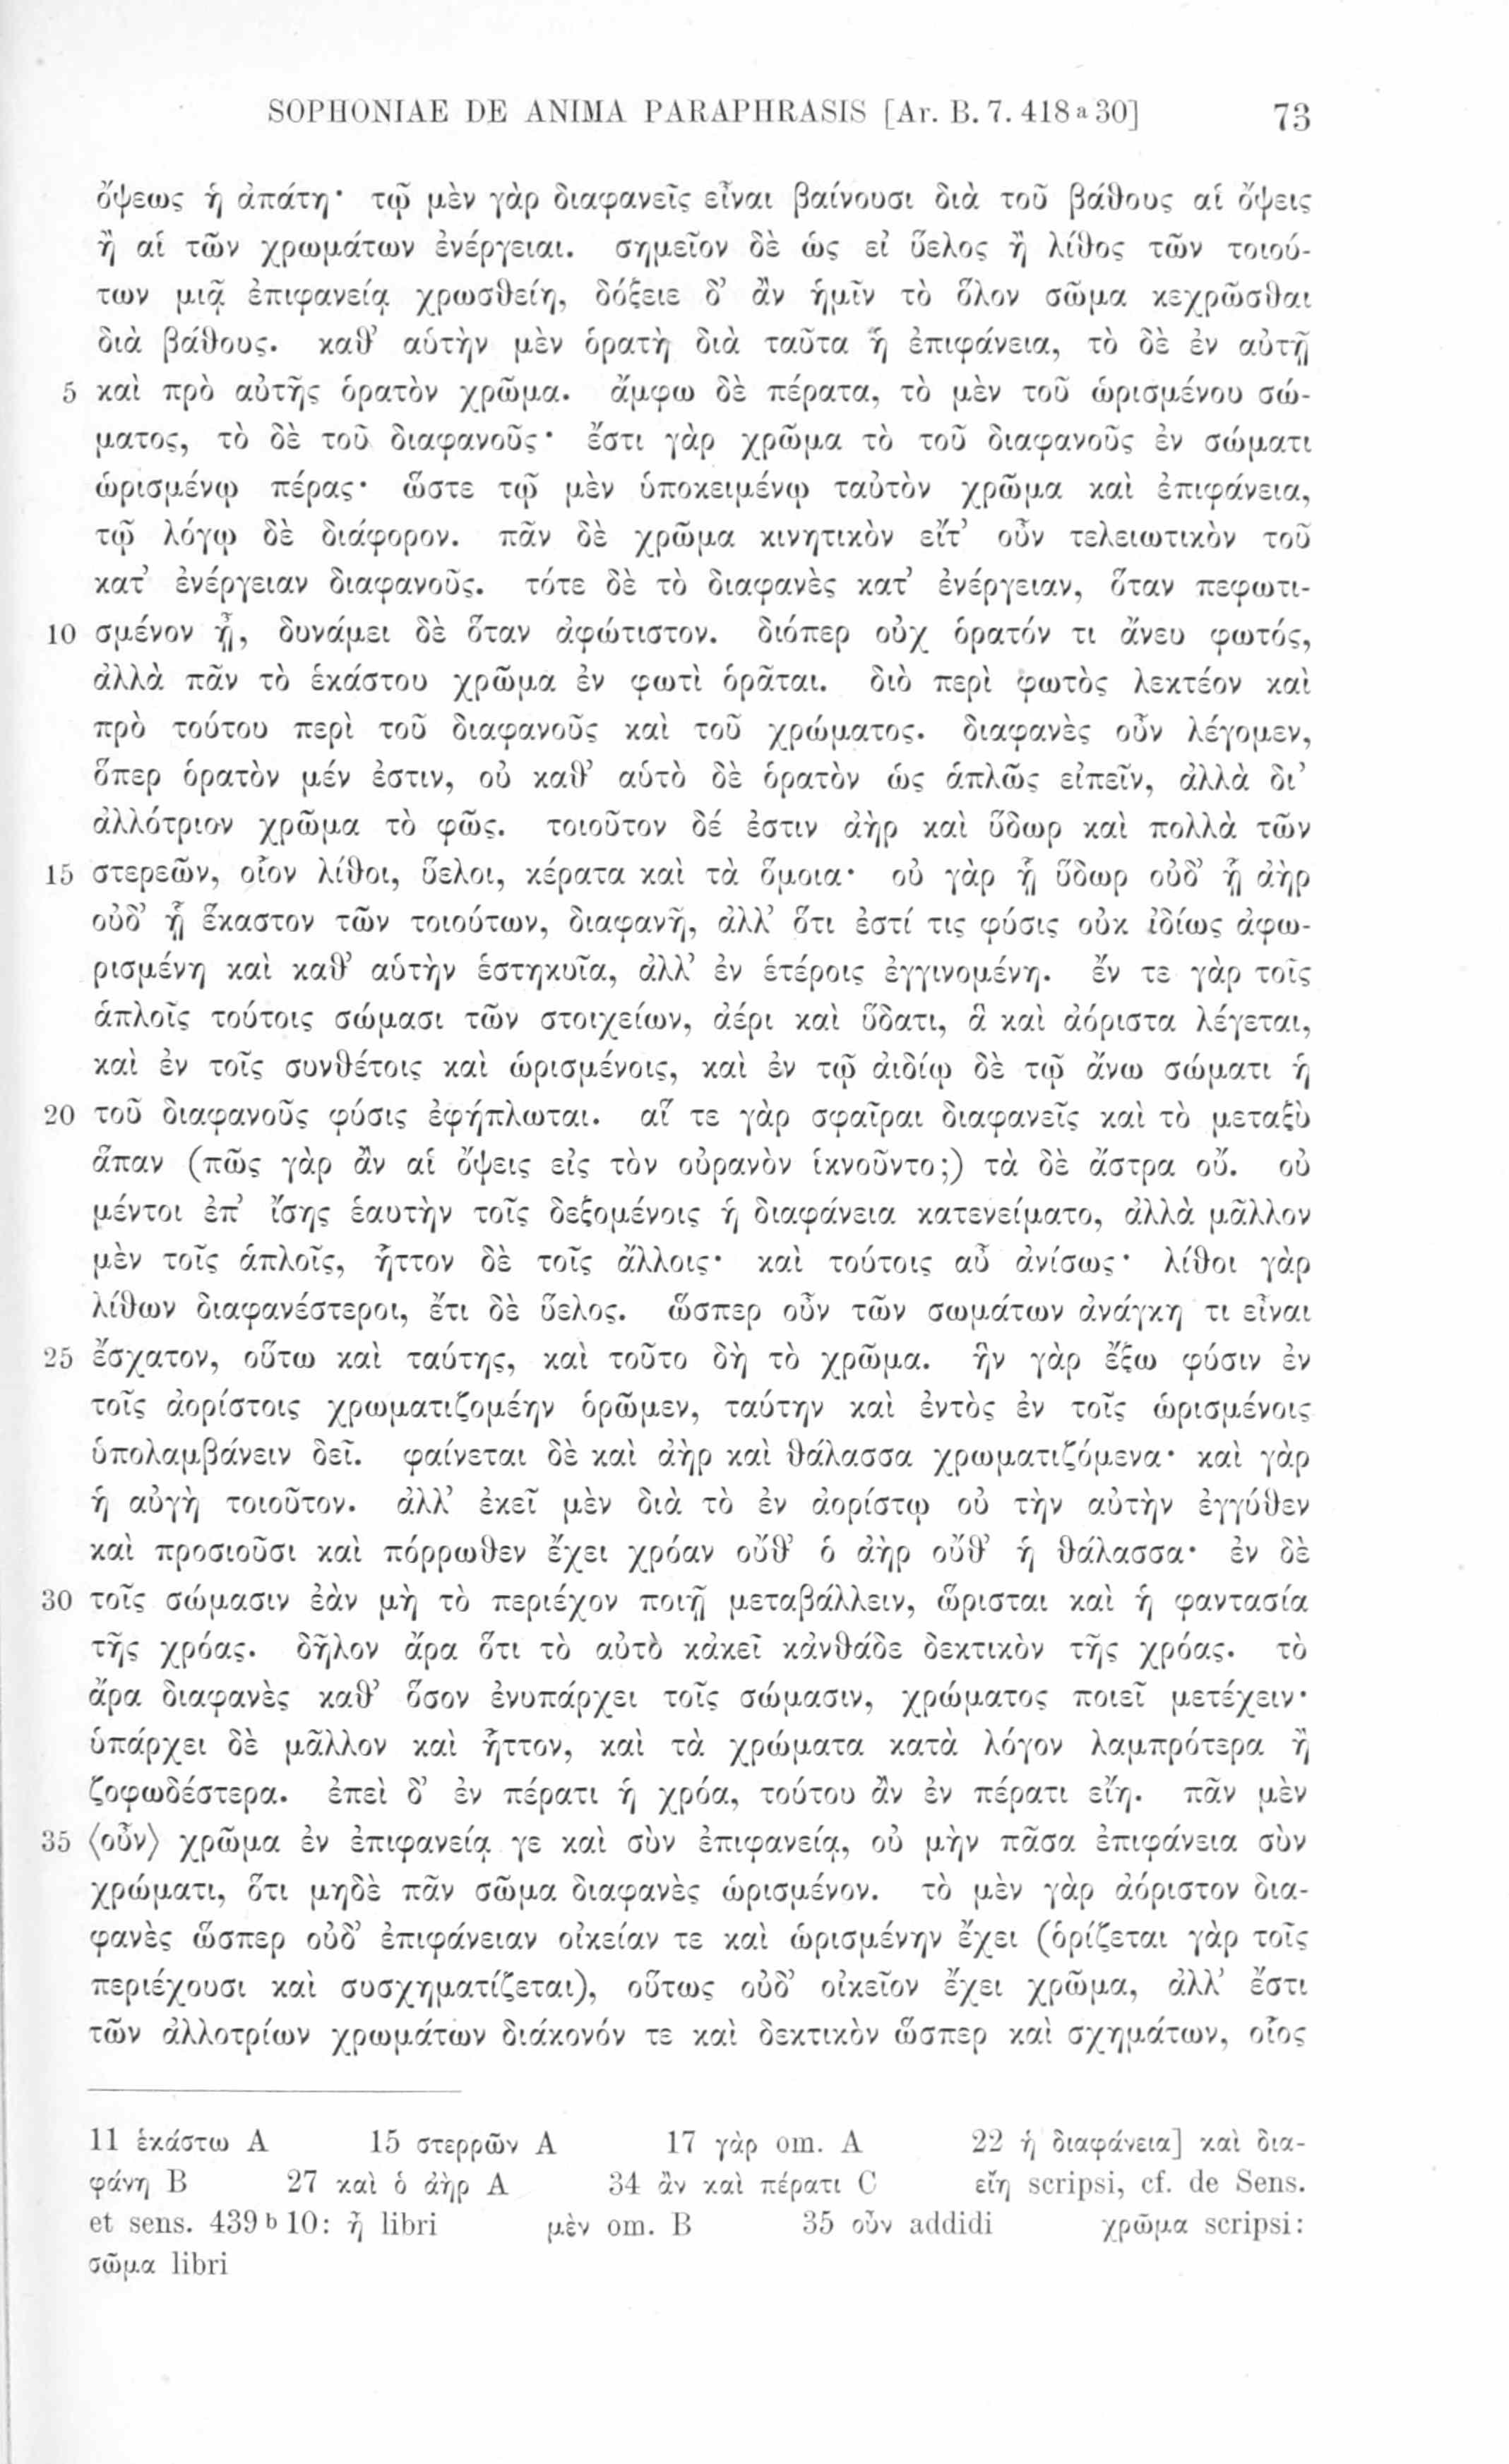 SOPHONIAE DE ANIMA PARAPHRASIS [Ar. B. 7. 418 a 30] 73
ὄψεως ἡ ἀπάτη· τῷ μὲν γὰρ διαφανεῖς εἶναι βαίνουσι διὰ τοῦ βάθους αἱ ὄψεις
ἢ αἱ τῶν χρωμάτων ἐνέργειαι. σημεῖον δὲ ὡς εἰ ὕελος ἢ λίθος τῶν τοιού-
των μιᾷ ἐπιφανείᾳ χρωσθείη, δόξειε δ’ ἂν ἡμῖν τὸ ὅλον σῶμα κεχρῶσθαι
διὰ βάθους. καθ’ αὑτὴν μὲν ὁρατὴ διὰ ταῦτα ἡ ἐπιφάνεια, τὸ δὲ ἐν αὐτῇ
5 καὶ πρὸ αὐτῆς ὁρατὸν χρῶμα. ἄμφω δὲ πέρατα, τὸ μὲν τοῦ ὡρισμένου σώ-
ματος, τὸ δὲ τοῦ διαφανοῦς· ἔστι γὰρ χρῶμα τὸ τοῦ διαφανοῦς ἐν σώματι
ὡρισμένῳ πέρας· ὥστε τῷ μὲν ὑποκειμένῳ ταὐτὸν χρῶμα καὶ ἐπιφάνεια,
τῷ λόγῳ δὲ διάφορον. πᾶν δὲ χρῶμα κινητικὸν εἴτ’ οὖν τελειωτικὸν τοῦ
κατ’ ἐνέργειαν διαφανοῦς. τότε δὲ τὸ διαφανὲς κατ’ ἐνέργειαν, ὅταν πεφωτι-
10 σμένον ᾖ, δυνάμει δὲ ὅταν ἀφώτιστον. διόπερ οὐχ ὁρατόν τι ἄνευ φωτός,
ἀλλὰ πᾶν τὸ ἑκάστου χρῶμα ἐν φωτὶ ὁρᾶται. διὸ περὶ φωτὸς λεκτέον καὶ
πρὸ τούτου περὶ τοῦ διαφανοῦς καὶ τοῦ χρώματος. διαφανὲς οὖν λέγομεν,
ὅπερ ὁρατὸν μέν ἐστιν, οὐ καθ’ αὑτὸ δὲ ὁρατὸν ὡς ἁπλῶς εἰπεῖν, ἀλλὰ δι’
ἀλλότριον χρῶμα τὸ φῶς. τοιοῦτον δέ ἐστιν ἀὴρ καὶ ὕδωρ καὶ πολλὰ τῶν
15 στερεῶν, οἷον λίθοι, ὕελοι, κέρατα καὶ τὰ ὅμοια· οὐ γὰρ ᾗ ὕδωρ οὐδ’ ᾗ ἀὴρ
οὐδ’ ᾗ ἕκαστον τῶν τοιούτων, διαφανῆ, ἀλλ’ ὅτι ἐστί τις φύσις οὐκ ἰδίως ἀφω-
ρισμένη καὶ καθ’ αὑτὴν ἑστηκυῖα, ἀλλ’ ἐν ἑτέροις ἐγγινομένη. ἔν τε γὰρ τοῖς
ἁπλοῖς τούτοις σώμασι τῶν στοιχείων, ἀέρι καὶ ὕδατι, ἃ καὶ ἀόριστα λέγεται,
καὶ ἐν τοῖς συνθέτοις καὶ ὡρισμένοις, καὶ ἐν τῷ ἀιδίῳ δὲ τῷ ἄνω σώματι ἡ
20 τοῦ διαφανοῦς φύσις ἐφήπλωται. αἵ τε γὰρ σφαῖραι διαφανεῖς καὶ τὸ μεταξὺ
ἅπαν (πῶς γὰρ ἂν αἱ ὄψεις εἰς τὸν οὐρανὸν ἱκνοῦντο;) τὰ δὲ ἄστρα οὔ. οὐ
μέντοι ἐπ’ ἴσης ἑαυτὴν τοῖς δεξομένοις ἡ διαφάνεια κατενείματο, ἀλλὰ μᾶλλον
μὲν τοῖς ἁπλοῖς, ἧττον δὲ τοῖς ἄλλοις· καὶ τούτοις αὖ ἀνίσως· λίθοι γὰρ
λίθων διαφανέστεροι, ἔτι δὲ ὕελος. ὥσπερ οὖν τῶν σωμάτων ἀνάγκη τι εἶναι
25 ἔσχατον, οὕτω καὶ ταύτης, καὶ τοῦτο δὴ τὸ χρῶμα. ἣν γὰρ ἔξω φύσιν ἐν
τοῖς ἀορίστοις χρωματιζομέην ὁρῶμεν, ταύτην καὶ ἐντὸς ἐν τοῖς ὡρισμένοις
ὑπολαμβάνειν δεῖ. φαίνεται δὲ καὶ ἀὴρ καὶ θάλασσα χρωματιζόμενα· καὶ γὰρ
ἡ αὐγὴ τοιοῦτον. ἀλλ’ ἐκεῖ μὲν διὰ τὸ ἐν ἀορίστῳ οὐ τὴν αὐτὴν ἐγγύθεν
καὶ προσιοῦσι καὶ πόρρωθεν ἔχει χρόαν οὔθ’ ὁ ἀὴρ οὔθ’ ἡ θάλασσα· ἐν δὲ
30 τοῖς σώμασιν ἐὰν μὴ τὸ περιέχον ποιῇ μεταβάλλειν, ὥρισται καὶ ἡ φαντασία
τῆς χρόας. δῆλον ἄρα ὅτι τὸ αὐτὸ κἀκεῖ κἀνθάδε δεκτικὸν τῆς χρόας. τὸ
ἄρα διαφανὲς καθ’ ὅσον ἐνυπάρχει τοῖς σώμασιν, χρώματος ποιεῖ μετέχειν·
ὑπάρχει δὲ μᾶλλον καὶ ἧττον, καὶ τὰ χρώματα κατὰ λόγον λαμπρότερα ἢ
ζοφωδέστερα. ἐπεὶ δ’ ἐν πέρατι ἡ χρόα, τούτου ἂν ἐν πέρατι εἴη. πᾶν μὲν
35 ⟨οὖν⟩ χρῶμα ἐν ἐπιφανείᾳ γε καὶ σὺν ἐπιφανείᾳ, οὐ μὴν πᾶσα ἐπιφάνεια σὺν
χρώματι, ὅτι μηδὲ πᾶν σῶμα διαφανὲς ὡρισμένον. τὸ μὲν γὰρ ἀόριστον δια-
φανὲς ὥσπερ οὐδ’ ἐπιφάνειαν οἰκείαν τε καὶ ὡρισμένην ἔχει (ὁρίζεται γὰρ τοῖς
περιέχουσι καὶ συσχηματίζεται), οὕτως οὐδ’ οἰκεῖον ἔχει χρῶμα, ἀλλ’ ἔστι
τῶν ἀλλοτρίων χρωμάτων διάκονόν τε καὶ δεκτικὸν ὥσπερ καὶ σχημάτων, οἷος
11 ἑκάστω A 15 στερρῶν A 17 γὰρ om. A 22 ἡ διαφάνεια] καὶ δια-
φάνη B 27 καὶ ὁ ἀὴρ A 34 ἂν καὶ πέρατι C εἴη scripsi, cf. de Sens.
et sens. 439 b 10: ᾖ libri μὲν om. B 35 οὖν addidi χρῶμα scripsi:
σῶμα libri